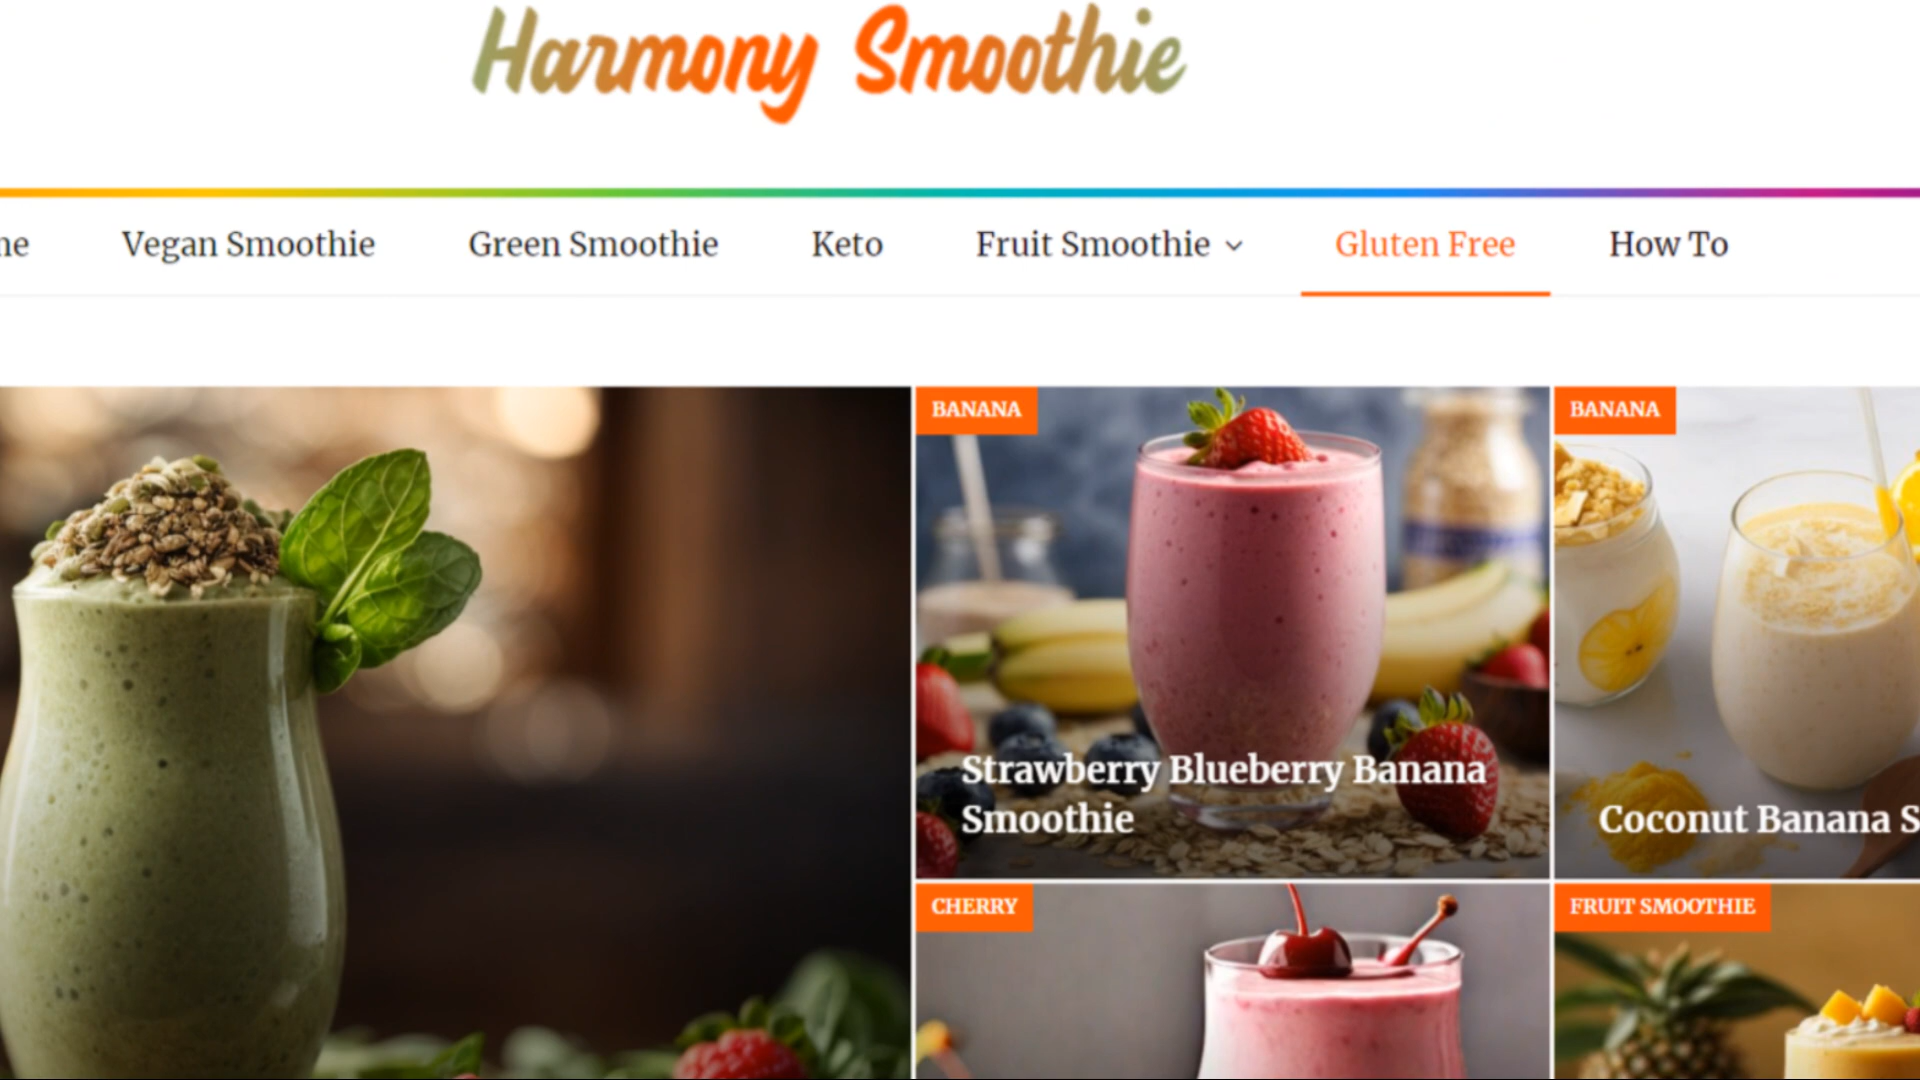 Harmony Smoothie
Vegan Smoothie
Green Smoothie
Keto
Fruit Smoothie
Gluten Free
How To
BANANA
BANANA
Strawberry Blueberry Banana
Smoothie
Coconut Banana
CHERRY
FRUIT SMOOTHIE